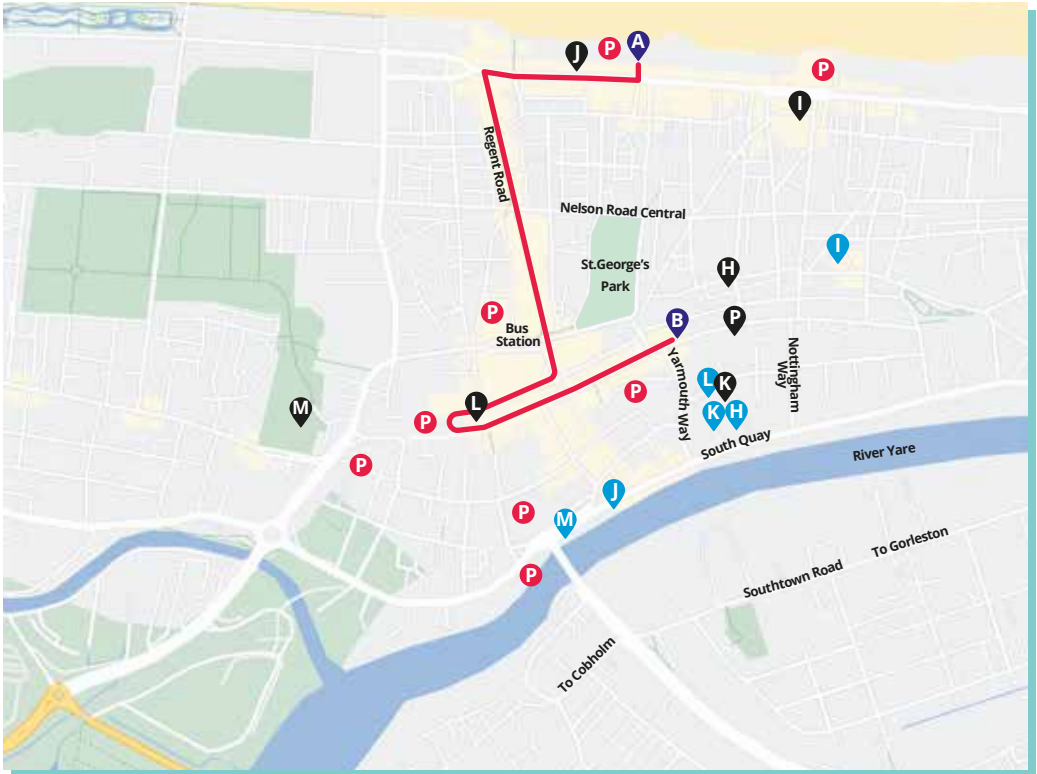 A
P
J
P
I
Regent Road
Nelson Road Central
I
St.George's
Park
H
P
P
B
Bus
Station
Nottingham
Way
Yarmouth Way
L
K
P
L
M
P
K
H
South Quay
River Yare
P
J
P
M
To Gorleston
P
Southtown Road
To Cobholm